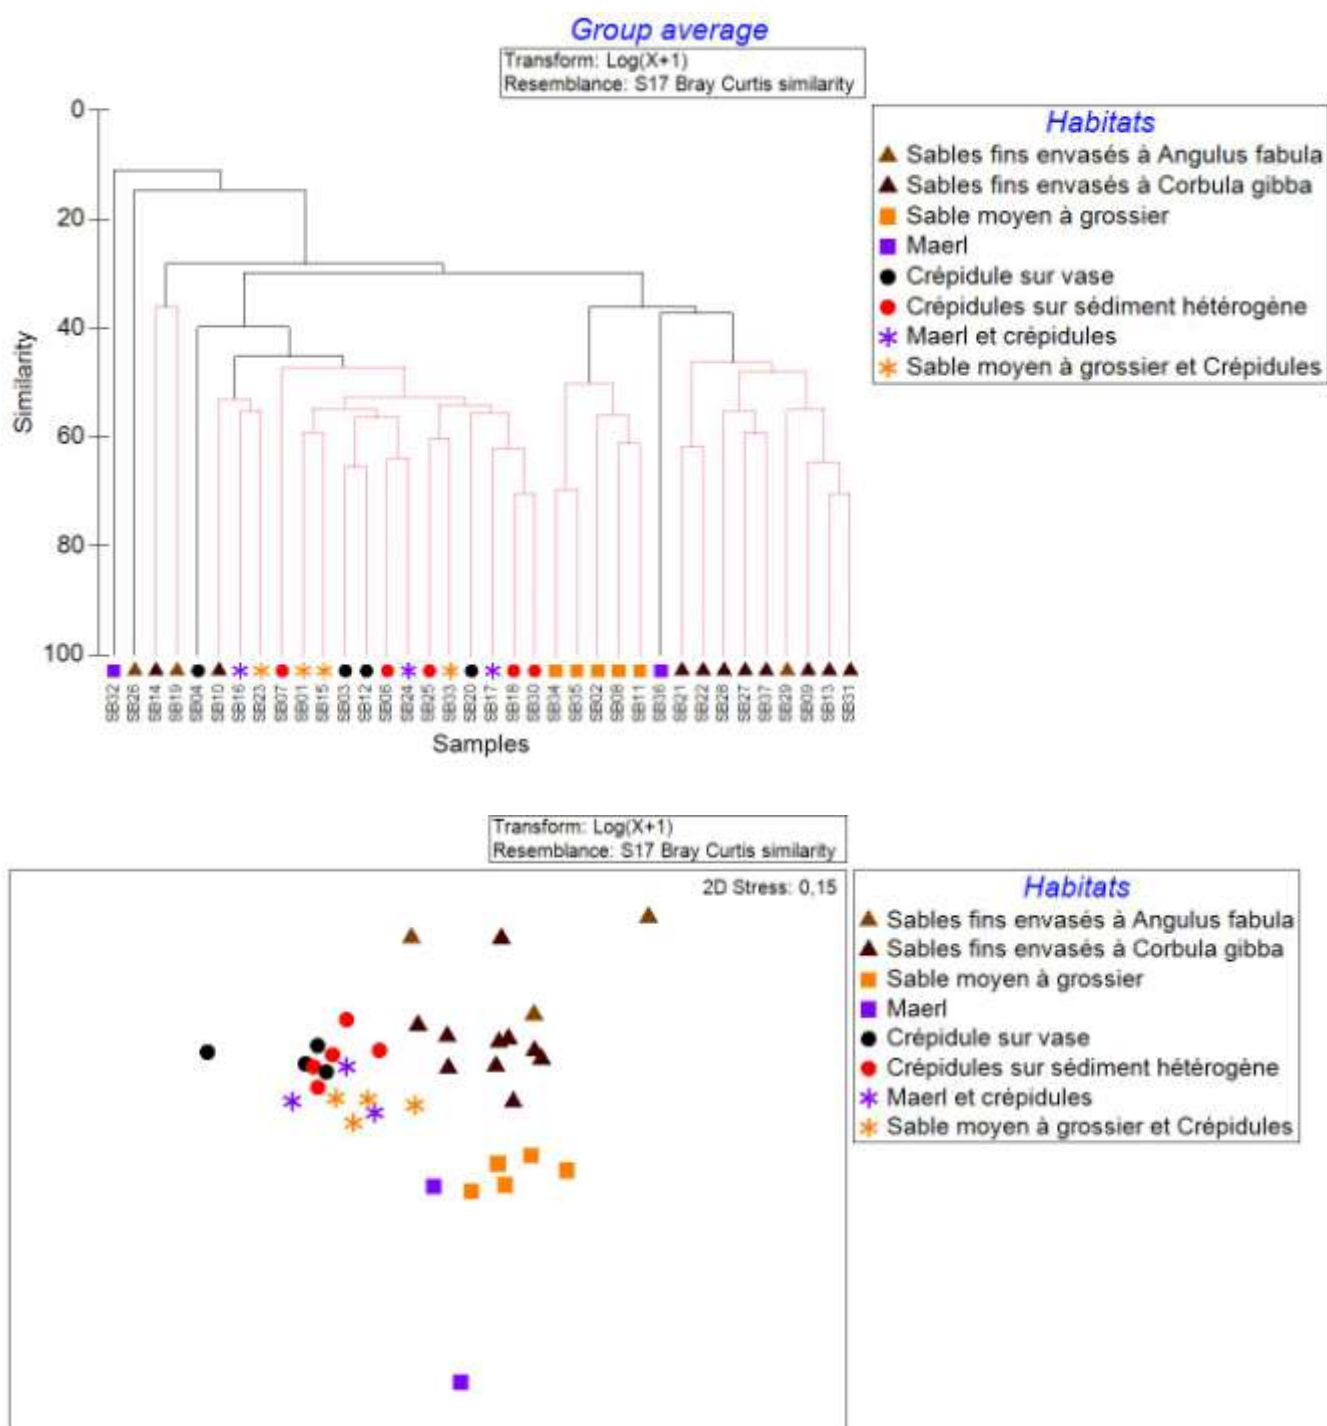 Group average
Transform: Log(X+1)
Resemblance: S17 Bray Curtis similarity
Habitats
Sables fins envasés à Angulus fabula
Sables fins envasés à Corbula gibba
Sable moyen à grossier
Maerl
Crépidule sur vase
Crépidules sur sédiment hétérogène
Maerl et crépidules
Sable moyen à grossier et Crépidules
0
20
40
60
80
100
Similarity
SB32 SB26 SB14 SB19 SB04 SB10 SB16 SB23 SB07 SB01 SB15 SB03 SB12 SB06 SB24 SB25 SB33 SB20 SB17 SB18 SB30 SB34 SB35 SB02 SB08 SB11 SB36 SB21 SB22 SB28 SB27 SB37 SB29 SB09 SB13 SB31
Samples
Transform: Log(X+1)
Resemblance: S17 Bray Curtis similarity
2D Stress: 0,15
Habitats
Sables fins envasés à Angulus fabula
Sables fins envasés à Corbula gibba
Sable moyen à grossier
Maerl
Crépidule sur vase
Crépidules sur sédiment hétérogène
Maerl et crépidules
Sable moyen à grossier et Crépidules